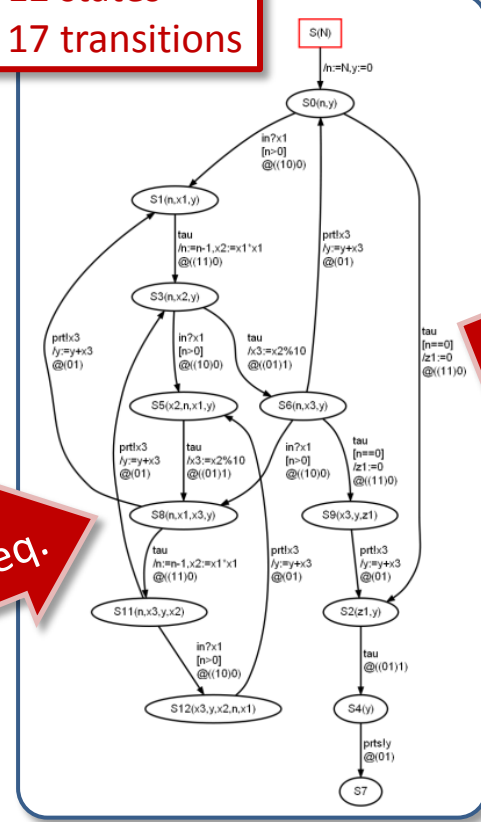 17 transitions
S(N)
/n:=N,y:=0
S0(n,y)
in?x1
[n>0]
@((10)0)
S1(n,x1,y)
tau
/n:=n-1,x2:=x1*x1
@((11)0)
prt!x3
/y:=y+x3
@(01)
S3(n,x2,y)
prt!x3
/y:=y+x3
@(01)
in?x1
[n>0]
@((10)0)
tau
/x3:=x2%10
@((01)1)
tau
[n==0]
/z1:=0
@((11)0)
S5(x2,n,x1,y)
S6(n,x3,y)
prt!x3
/y:=y+x3
@(01)
tau
/x3:=x2%10
@((01)1)
in?x1
[n>0]
@((10)0)
tau
[n==0]
/z1:=0
@((11)0)
S8(n,x1,x3,y)
S9(x3,y,z1)
eq.
tau
/n:=n-1,x2:=x1*x1
@((11)0)
prt!x3
/y:=y+x3
@(01)
prt!x3
/y:=y+x3
@(01)
S11(n,x3,y,x2)
S2(z1,y)
in?x1
[n>0]
@((10)0)
tau
@((01)1)
S12(x3,y,x2,n,x1)
S4(y)
prts!y
@(01)
S7